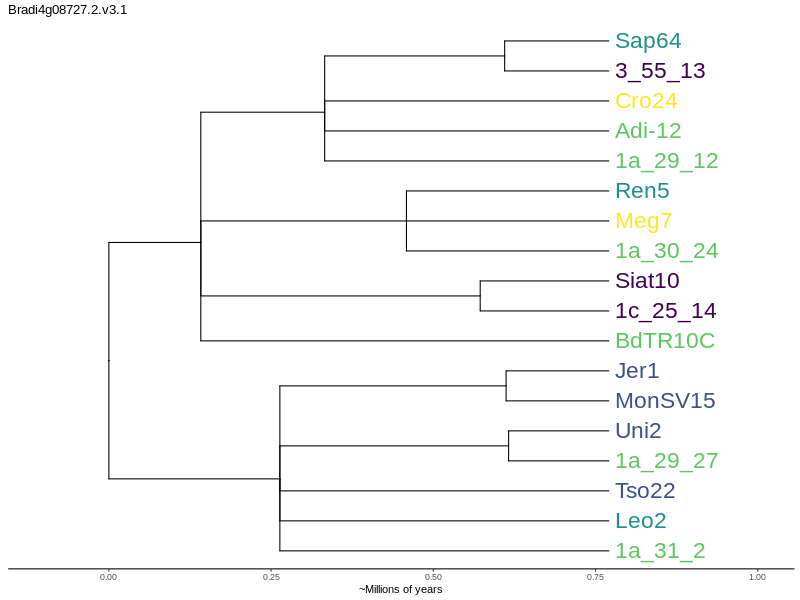 Bradi4g08727.2.v3.1
Sap64
3_55_13
Cro24
Adi-12
1a_29_12
Ren5
Meg7
1a_30_24
Siat10
1c_25_14
BdTR10C
Jer1
MonSV15
Uni2
1a_29_27
Tso22
Leo2
1a_31_2
0.00 0.25 0.50 0.75 1.00
~Millions of years